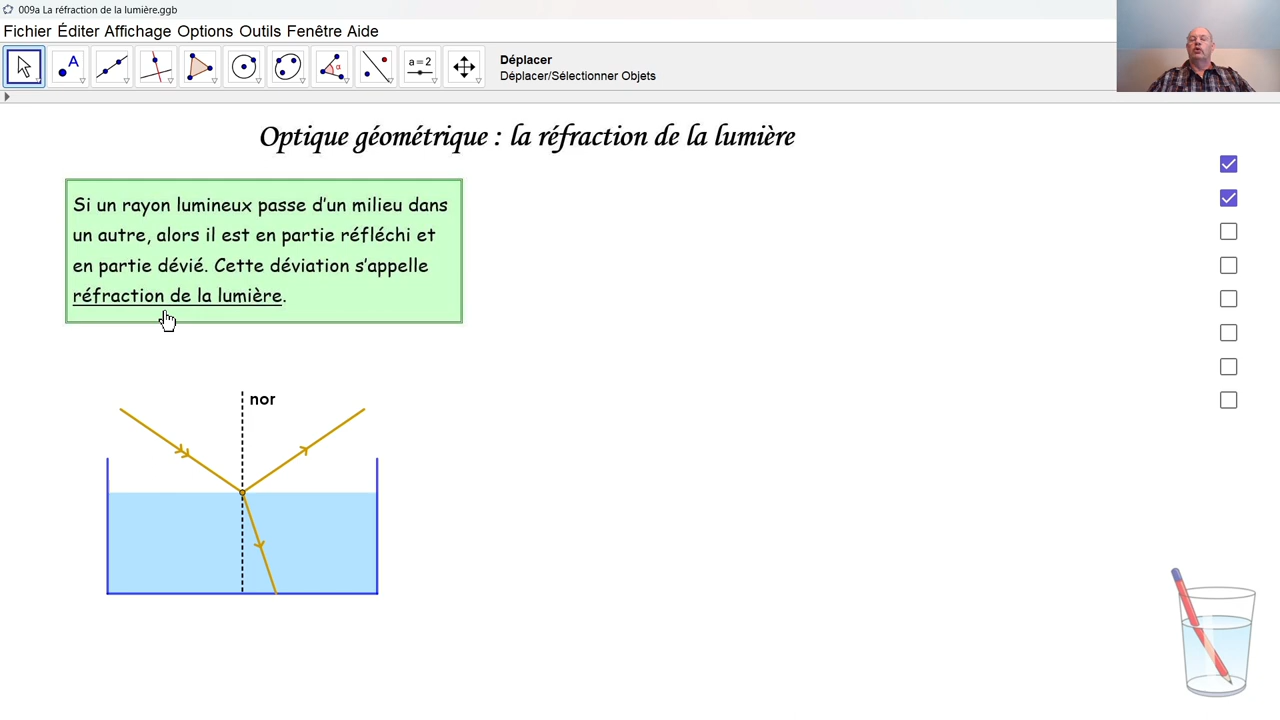 009a La réfraction de la lumière.ggb
Fichier Éditer Affichage Options Outils Fenêtre Aide
A
α
a=2
Déplacer
Déplacer/Sélectionner Objets
Optique géométrique : la réfraction de la lumière
Si un rayon lumineux passe d’un milieu dans
un autre, alors il est en partie réfléchi et
en partie dévié. Cette déviation s’appelle
réfraction de la lumière.
nor